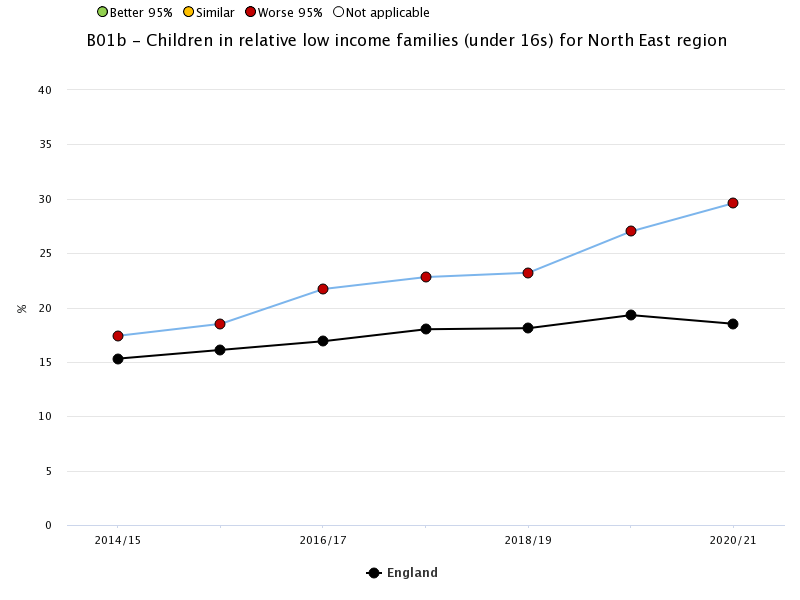 Better 95% Similar Worse 95% Not applicable
B01b – Children in relative low income families (under 16s) for North East region
40
35
30
25
20
15
10
5
0
%
2014/15 2016/17 2018/19 2020/21
England